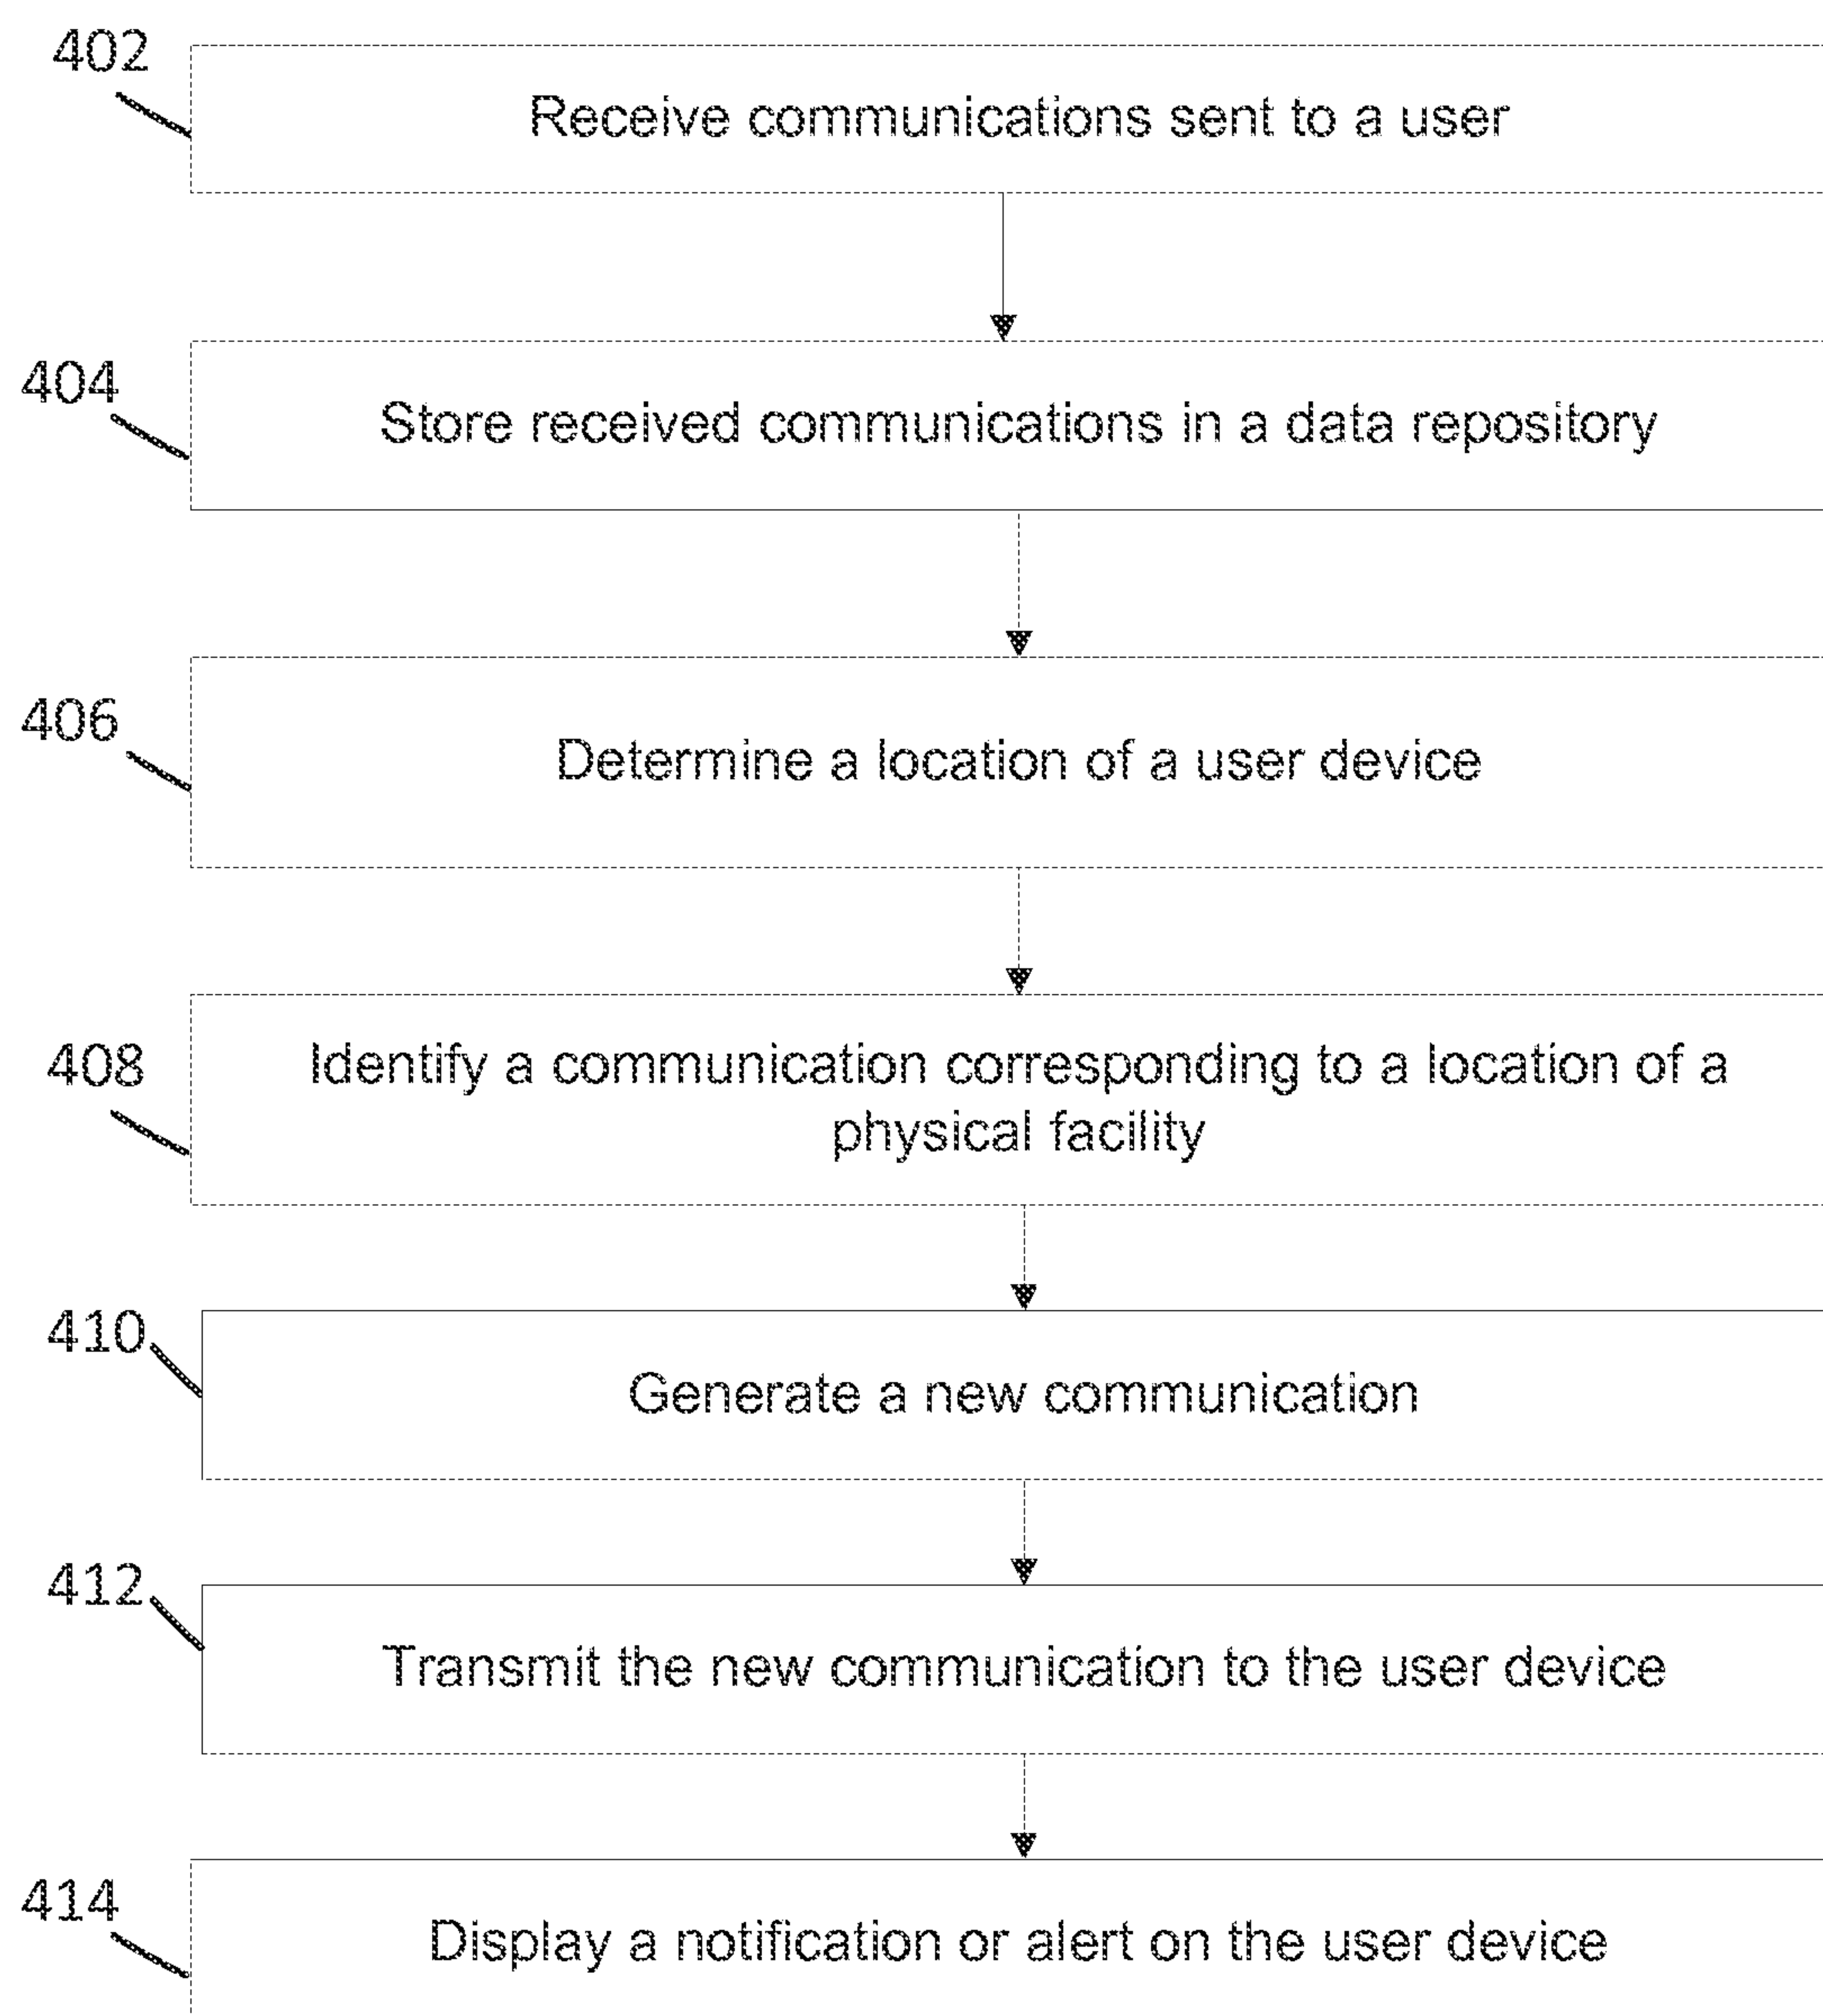 402
Receive communications sent to a user
404
Store received communications in a data repository
406
Determine a location of a user device
408
Identify a communication corresponding to a location of a
physical facility
410
Generate a new communication
412
Transmit the new communication to the user device
414
Display a notification or alert on the user device